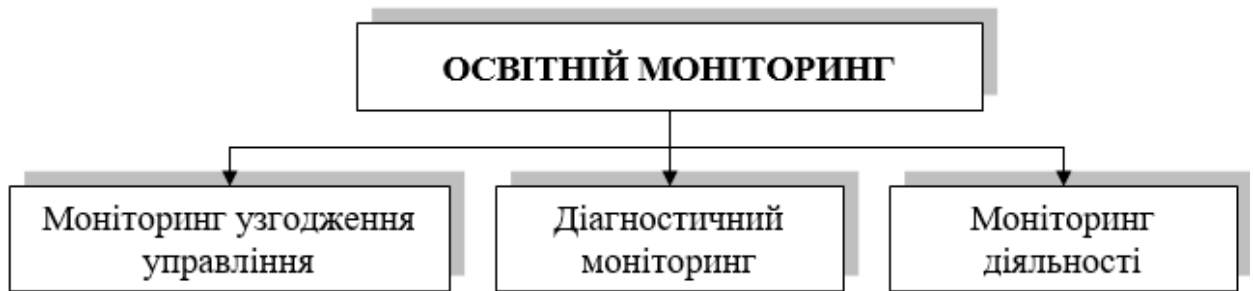 ОСВІТНІЙ МОНІТОРИНГ
Моніторинг узгодження
управління
Діагностичний
моніторинг
Моніторинг
діяльності